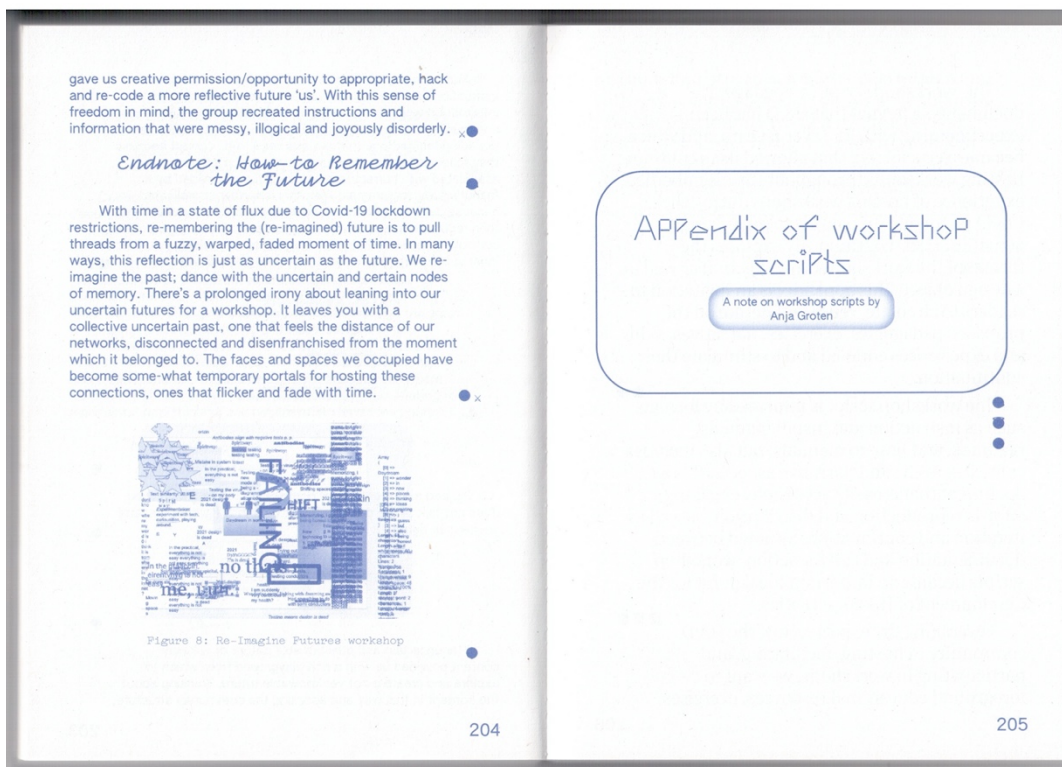 gave us creative permission/opportunity to appropriate, hack
and re-code a more reflective future 'us'. With this sense of
freedom in mind, the group recreated instructions and
information that were messy, illogical and joyously disorderly.
Endnote: How-to Remember
the Future
With time in a state of flux due to Covid-19 lockdown
restrictions, re-membering the (re-imagined) future is to pull
threads from a fuzzy, warped, faded moment of time. In many
ways, this reflection is just as uncertain as the future. We re-
imagine the past; dance with the uncertain and certain nodes
of memory. There's a prolonged irony about leaning into our
uncertain futures for a workshop. It leaves you with a
collective uncertain past, one that feels the distance of our
networks, disconnected and disenfranchised from the moment
which it belonged to. The faces and spaces we occupied have
become some-what temporary portals for hosting these
connections, ones that flicker and fade with time.
FAILING
SHIFT
Figure 8: Re-Imagine Futures workshop
204
Appendix of workshop
scripts
A note on workshop scripts by
Anja Groten
205